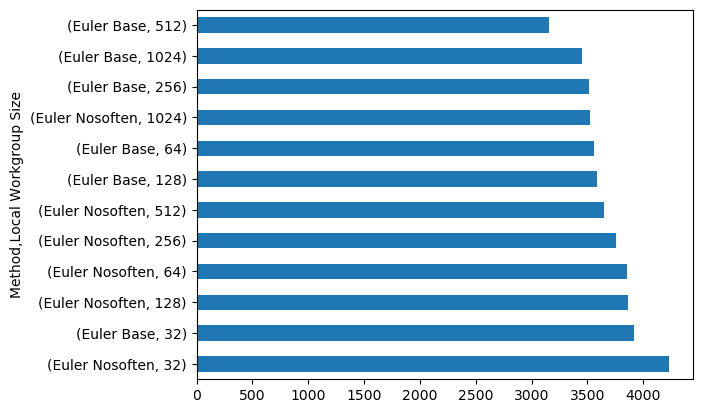 (Euler Base, 512)
(Euler Base, 1024)
(Euler Base, 256)
(Euler Nosoften, 1024)
(Euler Base, 64)
(Euler Base, 128)
(Euler Nosoften, 512)
(Euler Nosoften, 256)
(Euler Nosoften, 64)
(Euler Nosoften, 128)
(Euler Base, 32)
(Euler Nosoften, 32)
Method,Local Workgroup Size
0 500 1000 1500 2000 2500 3000 3500 4000